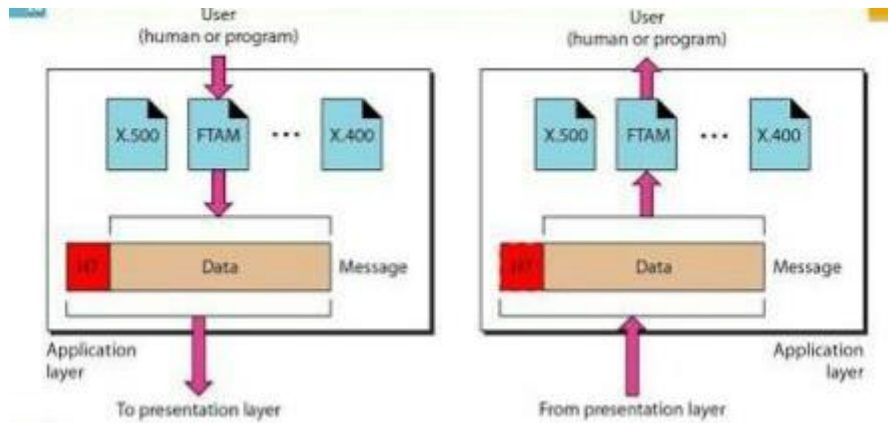 User
(human or program)
X.500
FTAM
...
X.400
H7
Data
Message
Application
layer
To presentation layer
User
(human or program)
X.500
FTAM
...
X.400
H7
Data
Message
Application
layer
From presentation layer